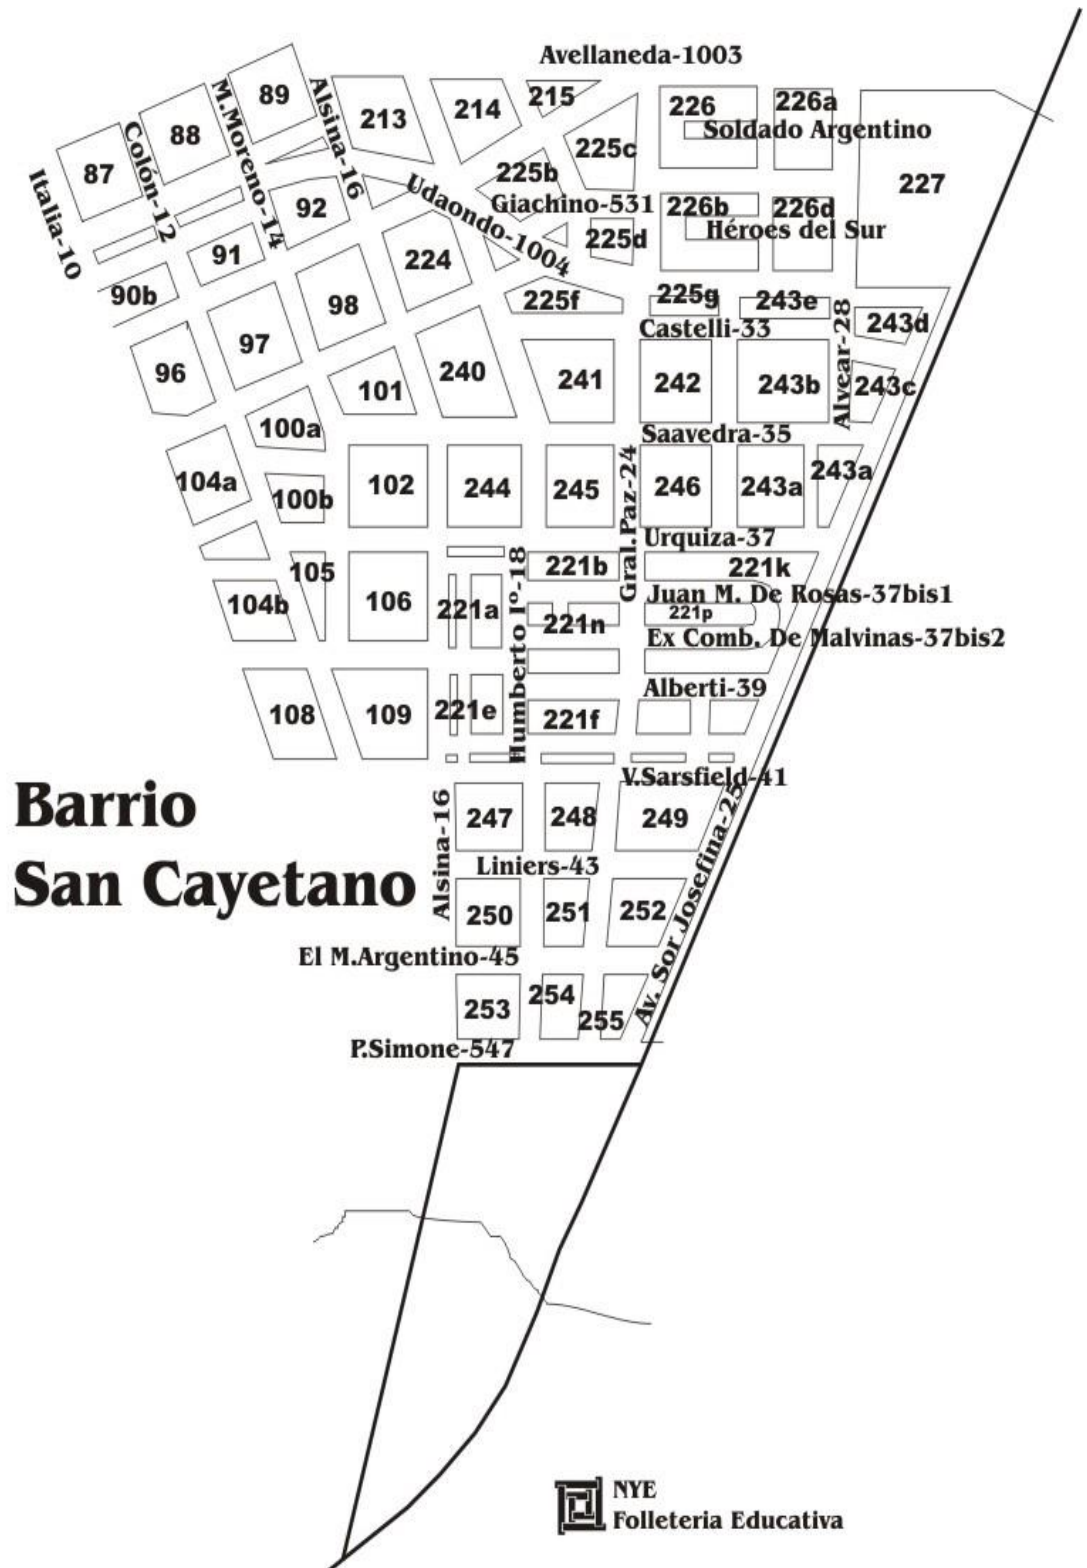 Avellaneda-1003
89
Alsina-16
213
214
215
226
226a
M.Moreno-14
88
Colón-12
Soldado Argentino
225c
87
225b
227
Italia-10
92
Udaondo-1004
Giachino-531
226b
226d
Héroes del Sur
225d
91
224
90b
98
225f
225g
243e
Castelli-33
Alvear-28
243d
97
96
101
240
241
242
243b
243c
100a
Saavedra-35
104a
100b
102
244
245
Gral.Paz-24
246
243a
243a
Urquiza-37
105
221b
221k
104b
106
221a
Humberto Iº-18
Juan M. De Rosas-37bis1
221n
221p
Ex Comb. De Malvinas-37bis2
Alberti-39
108
109
221e
221f
V.Sarsfield-41
Barrio
San Cayetano
Alsina-16
247
248
249
Av. Sor Josefina-25
Liniers-43
250
251
252
El M.Argentino-45
253
254
255
P.Simone-547
NYE
Folleteria Educativa